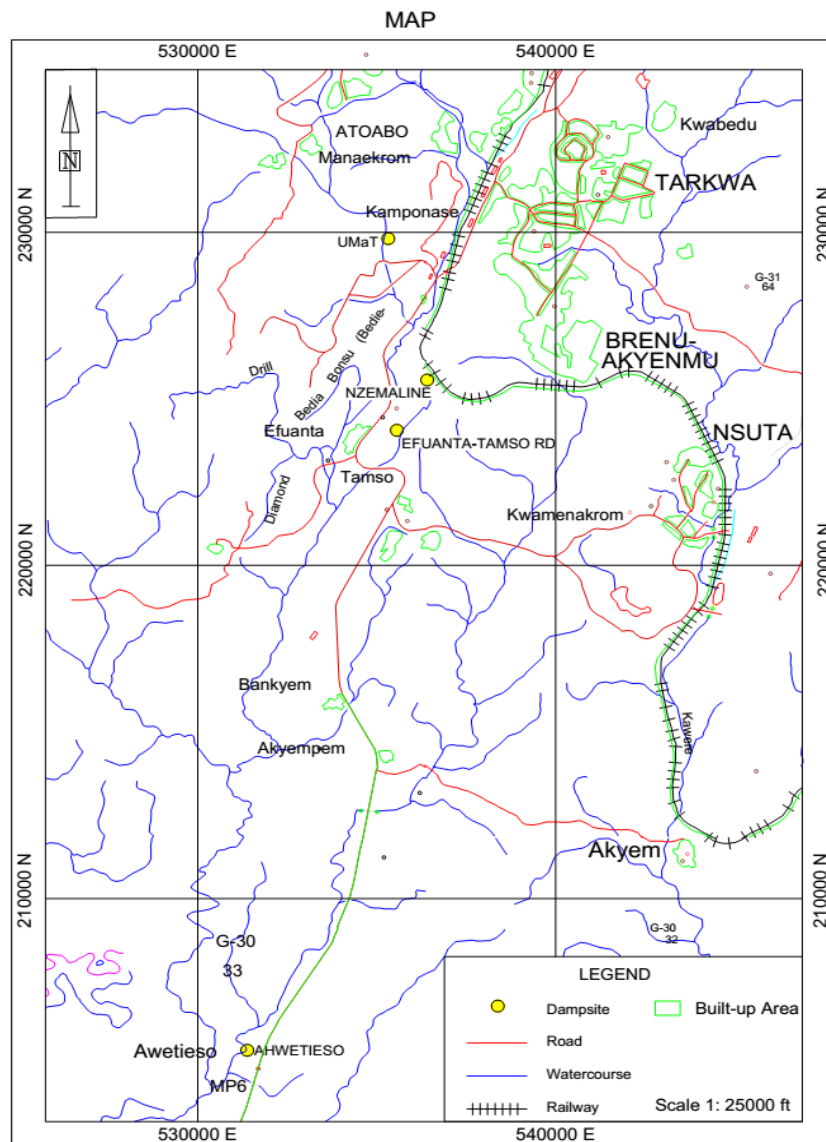 MAP
530000 E
540000 E
N
ATOABO
Manaekrom
Kwabedu
TARKWA
Kamponase
230000 N
230000 N
UMaT
G-31
64
BRENU-
AKYENMU
Bonsu (Bedie-
Drill
Bedia
NZEMALINE
Efuanta
EFUANTA-TAMSO RD
NSUTA
Tamso
Diamond
Kwamenakrom
220000 N
220000 N
Bankyem
Kawere
Akyempem
Akyem
210000 N
210000 N
G-30
33
G-30
32
LEGEND
Dampsite
Built-up Area
Road
Watercourse
Railway
Scale 1: 25000 ft
Awetieso
AHWETIESO
MP6
530000 E
540000 E